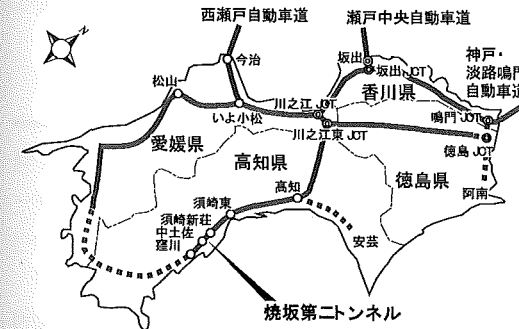 西瀬戸自動車道
瀬戸中央自動車道
N
神戸・
淡路鳴門
自動車道
今治
坂出
坂出JCT
香川県
松山
川之江JCT
鳴門JCT
いよ小松
川之江東JCT
徳島JCT
愛媛県
高知県
徳島県
高知
阿南
須崎東
須崎新荘
中土佐
窪川
安芸
焼坂第二トンネル